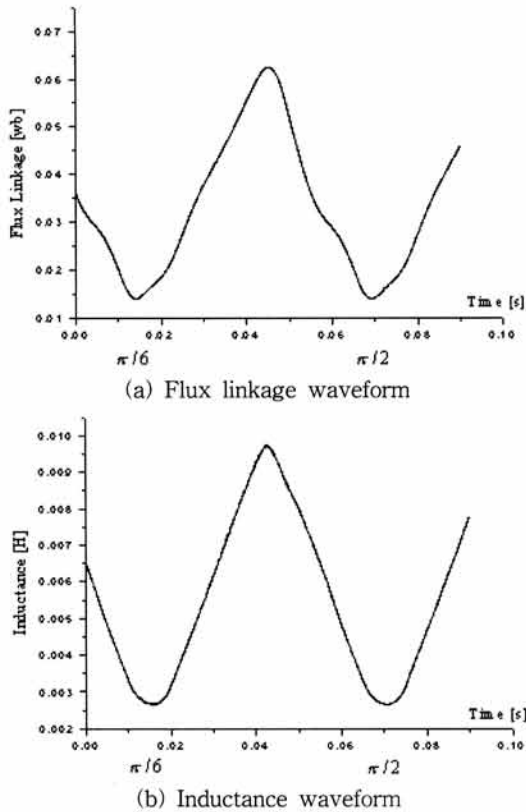 Flux Linkage [wb]
0.07
0.06
0.05
0.04
0.03
0.02
0.01
Time [s]
0.00 0.02 0.04 0.06 0.08 0.10
π/6 π/2
(a) Flux linkage waveform
Inductance [H]
0.010
0.009
0.008
0.007
0.006
0.005
0.004
0.003
0.002
Time [s]
0.00 0.02 0.04 0.06 0.08 0.10
π/6 π/2
(b) Inductance waveform